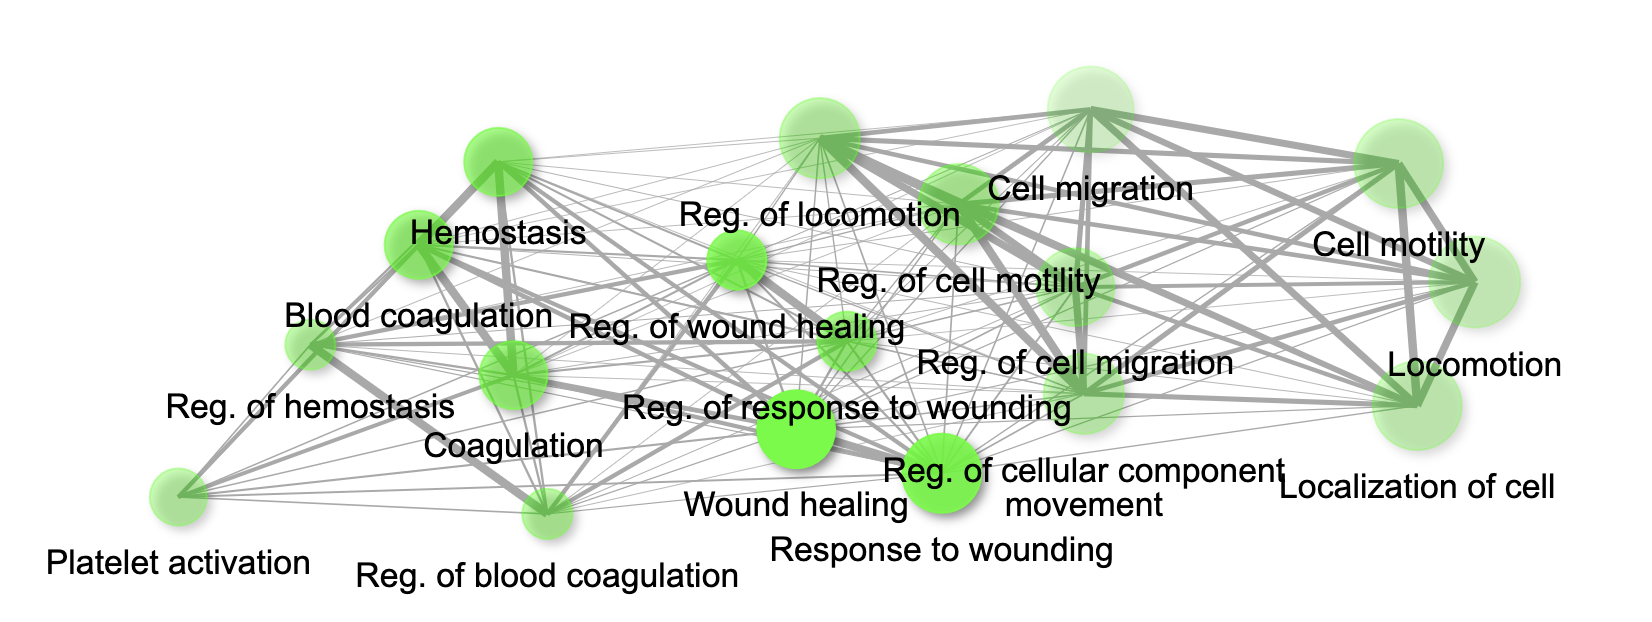 Cell migration
Reg. of locomotion
Hemostasis
Cell motility
Reg. of cell motility
Blood coagulation
Reg. of wound healing
Reg. of cell migration
Locomotion
Reg. of hemostasis
Reg. of response to wounding
Coagulation
Reg. of cellular component
movement
Localization of cell
Wound healing
Response to wounding
Platelet activation
Reg. of blood coagulation